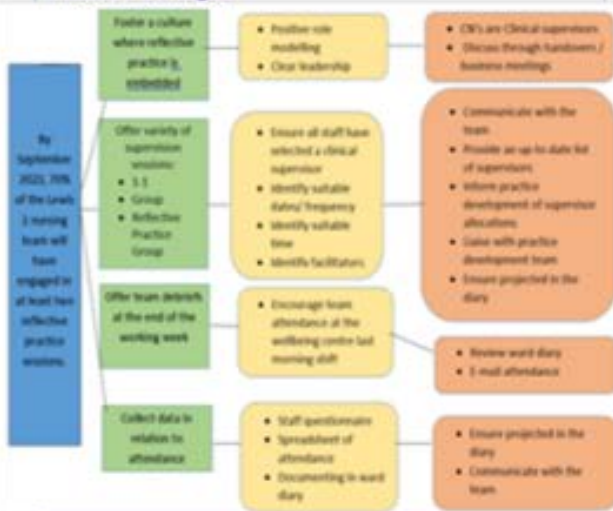 By
September
2023, 70%
of the Lewis
1 nursing
team will
have
engaged in
at least two
reflective
practice
sessions.
Foster a culture
where reflective
practice is
embedded
• Positive role
modelling
• Clear leadership
• CN's are Clinical supervisors
• Discuss through handovers
/ business meetings
Offer variety of
supervision
sessions:
• 1:1
• Group
• Reflective
Practice
Group
• Ensure all staff have
selected a clinical
supervisor
• Identify suitable
dates/ frequency
• Identify suitable
time
• Identify facilitators
• Communicate with the
team
• Provide an up to date list
of supervisors
• Inform practice
development of supervisor
allocations
• Liaise with practice
development team
• Ensure projected in the
diary
Offer team debriefs
at the end of the
working week
• Encourage team
attendance at the
wellbeing centre last
morning shift
• Review ward diary
• E-mail attendance
Collect data in
relation to
attendance
• Staff questionnaire
• Spreadsheet of
attendance
• Documenting in ward
diary
• Ensure projected in the
diary
• Communicate with the
team